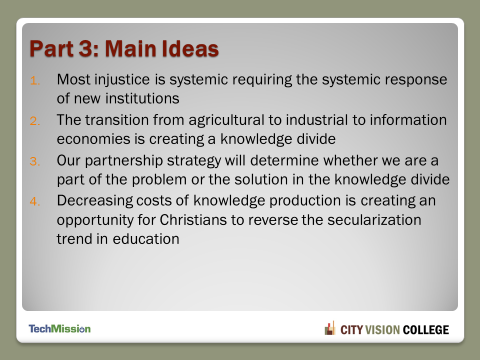 Part 3: Main Ideas
1. Most injustice is systemic requiring the systemic response
of new institutions
2. The transition from agricultural to industrial to information
economies is creating a knowledge divide
3. Our partnership strategy will determine whether we are a
part of the problem or the solution in the knowledge divide
4. Decreasing costs of knowledge production is creating an
opportunity for Christians to reverse the secularization
trend in education
TechMission
CITY VISION COLLEGE